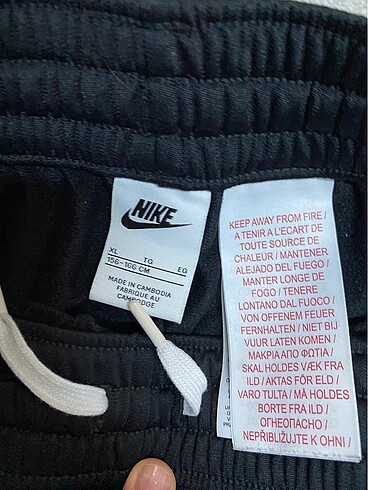 NIKE
XL TG EG
156-166 CM
MADE IN CAMBODIA
FABRIQUE AU
CAMBODGE
KEEP AWAY FROM FIRE /
A TENIR A L'ECART DE
TOUTE SOURCE DE
CHALEUR / MANTENER
ALEJADO DEL FUEGO /
MANTER LONGE DE
FOGO / TENERE
LONTANO DAL FUOCO /
VON OFFENEM FEUER
FERNHALTEN / NIET BIJ
VUUR LATEN KOMEN /
ΜΑΚΡΙΑ ΑΠΟ ΦΩΤΙΑ /
SKAL HOLDES VÆK FRA
ILD / AKTAS FÖR ELD /
VARO TULTA / MÅ HOLDES
BORTE FRA ILD /
ОГНЕОПАСНО /
NEPŘIBLIŽUJTE K OHNI /